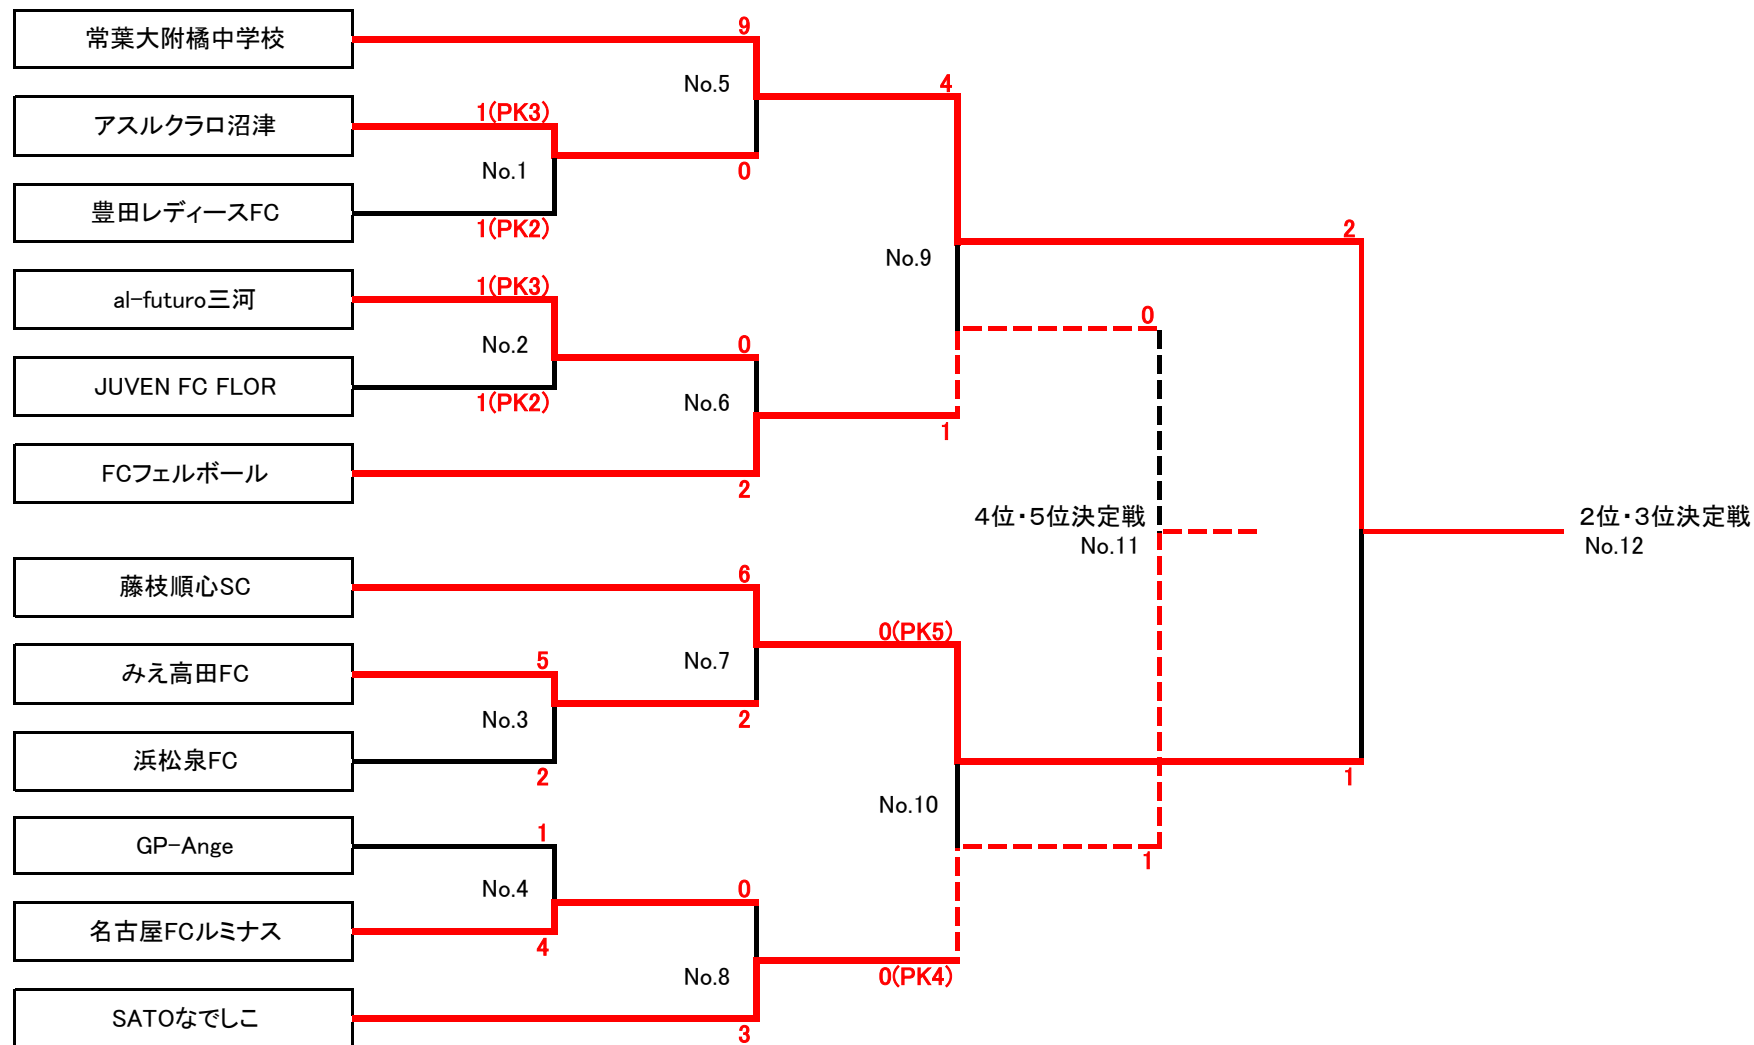 常葉大附橘中学校
9
No.5
4
アスルクラロ沼津
1(PK3)
No.1
0
豊田レディースFC
1(PK2)
2
No.9
al-futuro三河
1(PK3)
0
No.2
0
JUVEN FC FLOR
1(PK2)
No.6
1
FCフェルボール
2
4位・5位決定戦
No.11
2位・3位決定戦
No.12
藤枝順心SC
6
0(PK5)
みえ高田FC
5
No.7
No.3
2
浜松泉FC
2
1
No.10
GP-Ange
1
1
No.4
0
名古屋FCルミナス
4
No.8
0(PK4)
SATOなでしこ
3